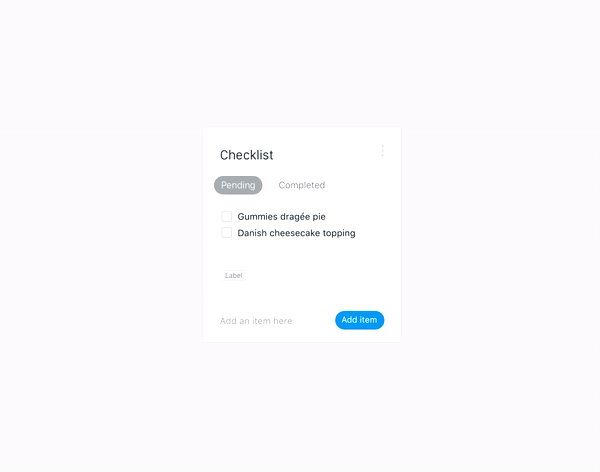 Checklist
Pending Completed
Gummies dragée pie
Danish cheesecake topping
Label
Add an item here Add item